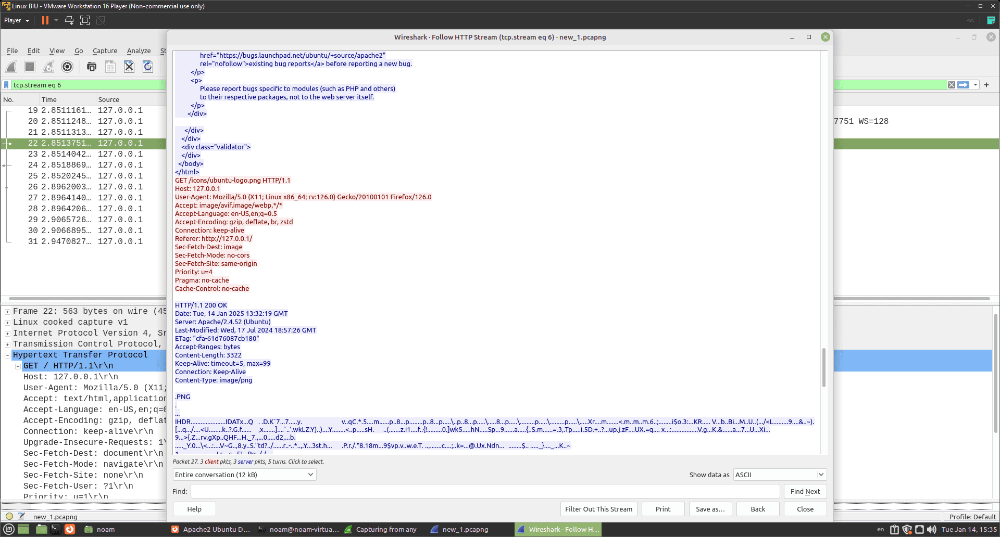 Linux BIU - VMware Workstation 16 Player (Non-commercial use only)
Player
Wireshark · Follow HTTP Stream (tcp.stream eq 6) · new_1.pcapng
File Edit View Go Capture Analyze St
tcp.stream eq 6
No. Time Source
19 2.8511161… 127.0.0.1
20 2.8511248… 127.0.0.1
7751 WS=128
21 2.8511313… 127.0.0.1
22 2.8513751… 127.0.0.1
23 2.8514042… 127.0.0.1
24 2.8518869… 127.0.0.1
25 2.8520245… 127.0.0.1
26 2.8962003… 127.0.0.1
27 2.8964140… 127.0.0.1
28 2.8964206… 127.0.0.1
29 2.9065726… 127.0.0.1
30 2.9066895… 127.0.0.1
31 2.9470827… 127.0.0.1
Frame 22: 563 bytes on wire (45
Linux cooked capture v1
Internet Protocol Version 4, Sr
Transmission Control Protocol,
Hypertext Transfer Protocol
GET / HTTP/1.1\r\n
Host: 127.0.0.1\r\n
User-Agent: Mozilla/5.0 (X11;
Accept: text/html,application
Accept-Language: en-US,en;q=0
Accept-Encoding: gzip, deflat
Connection: keep-alive\r\n
Upgrade-Insecure-Requests: 1\
Sec-Fetch-Dest: document\r\n
Sec-Fetch-Mode: navigate\r\n
Sec-Fetch-Site: none\r\n
Sec-Fetch-User: ?1\r\n
Priority: u=1\r\n
href="https://bugs.launchpad.net/ubuntu/+source/apache2"
rel="nofollow">existing bug reports</a> before reporting a new bug.
</p>
<p>
Please report bugs specific to modules (such as PHP and others)
to their respective packages, not to the web server itself.
</p>
</div>
</div>
</div>
<div class="validator">
</div>
</body>
</html>
GET /icons/ubuntu-logo.png HTTP/1.1
Host: 127.0.0.1
User-Agent: Mozilla/5.0 (X11; Linux x86_64; rv:126.0) Gecko/20100101 Firefox/126.0
Accept: image/avif,image/webp,*/*
Accept-Language: en-US,en;q=0.5
Accept-Encoding: gzip, deflate, br, zstd
Connection: keep-alive
Referer: http://127.0.0.1/
Sec-Fetch-Dest: image
Sec-Fetch-Mode: no-cors
Sec-Fetch-Site: same-origin
Priority: u=4
Pragma: no-cache
Cache-Control: no-cache
HTTP/1.1 200 OK
Date: Tue, 14 Jan 2025 13:32:19 GMT
Server: Apache/2.4.52 (Ubuntu)
Last-Modified: Wed, 17 Jul 2024 18:57:26 GMT
ETag: "cfa-61d76087cb180"
Accept-Ranges: bytes
Content-Length: 3322
Keep-Alive: timeout=5, max=99
Connection: Keep-Alive
Content-Type: image/png
.PNG
.
...
Packet 27. 3 client pkts, 3 server pkts, 5 turns. Click to select.
Entire conversation (12 kB)
Show data as ASCII
Find:
Find Next
Help
Filter Out This Stream
Print
Save as…
Back
Close
new_1.pcapng
Profile: Default
noam
Apache2 Ubuntu D…
noam@noam-virtua…
Capturing from any
new_1.pcapng
Wireshark · Follow H…
en
Tue Jan 14, 15:35